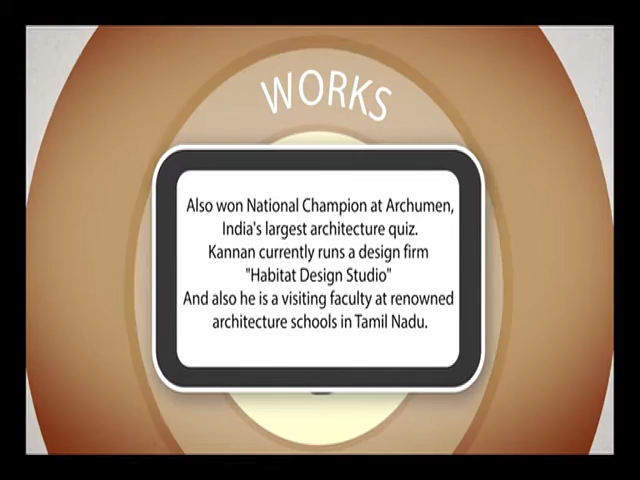 WORKS
Also won National Champion at Archumen,
India's largest architecture quiz.
Kannan currently runs a design firm
"Habitat Design Studio"
And also he is a visiting faculty at renowned
architecture schools in Tamil Nadu.